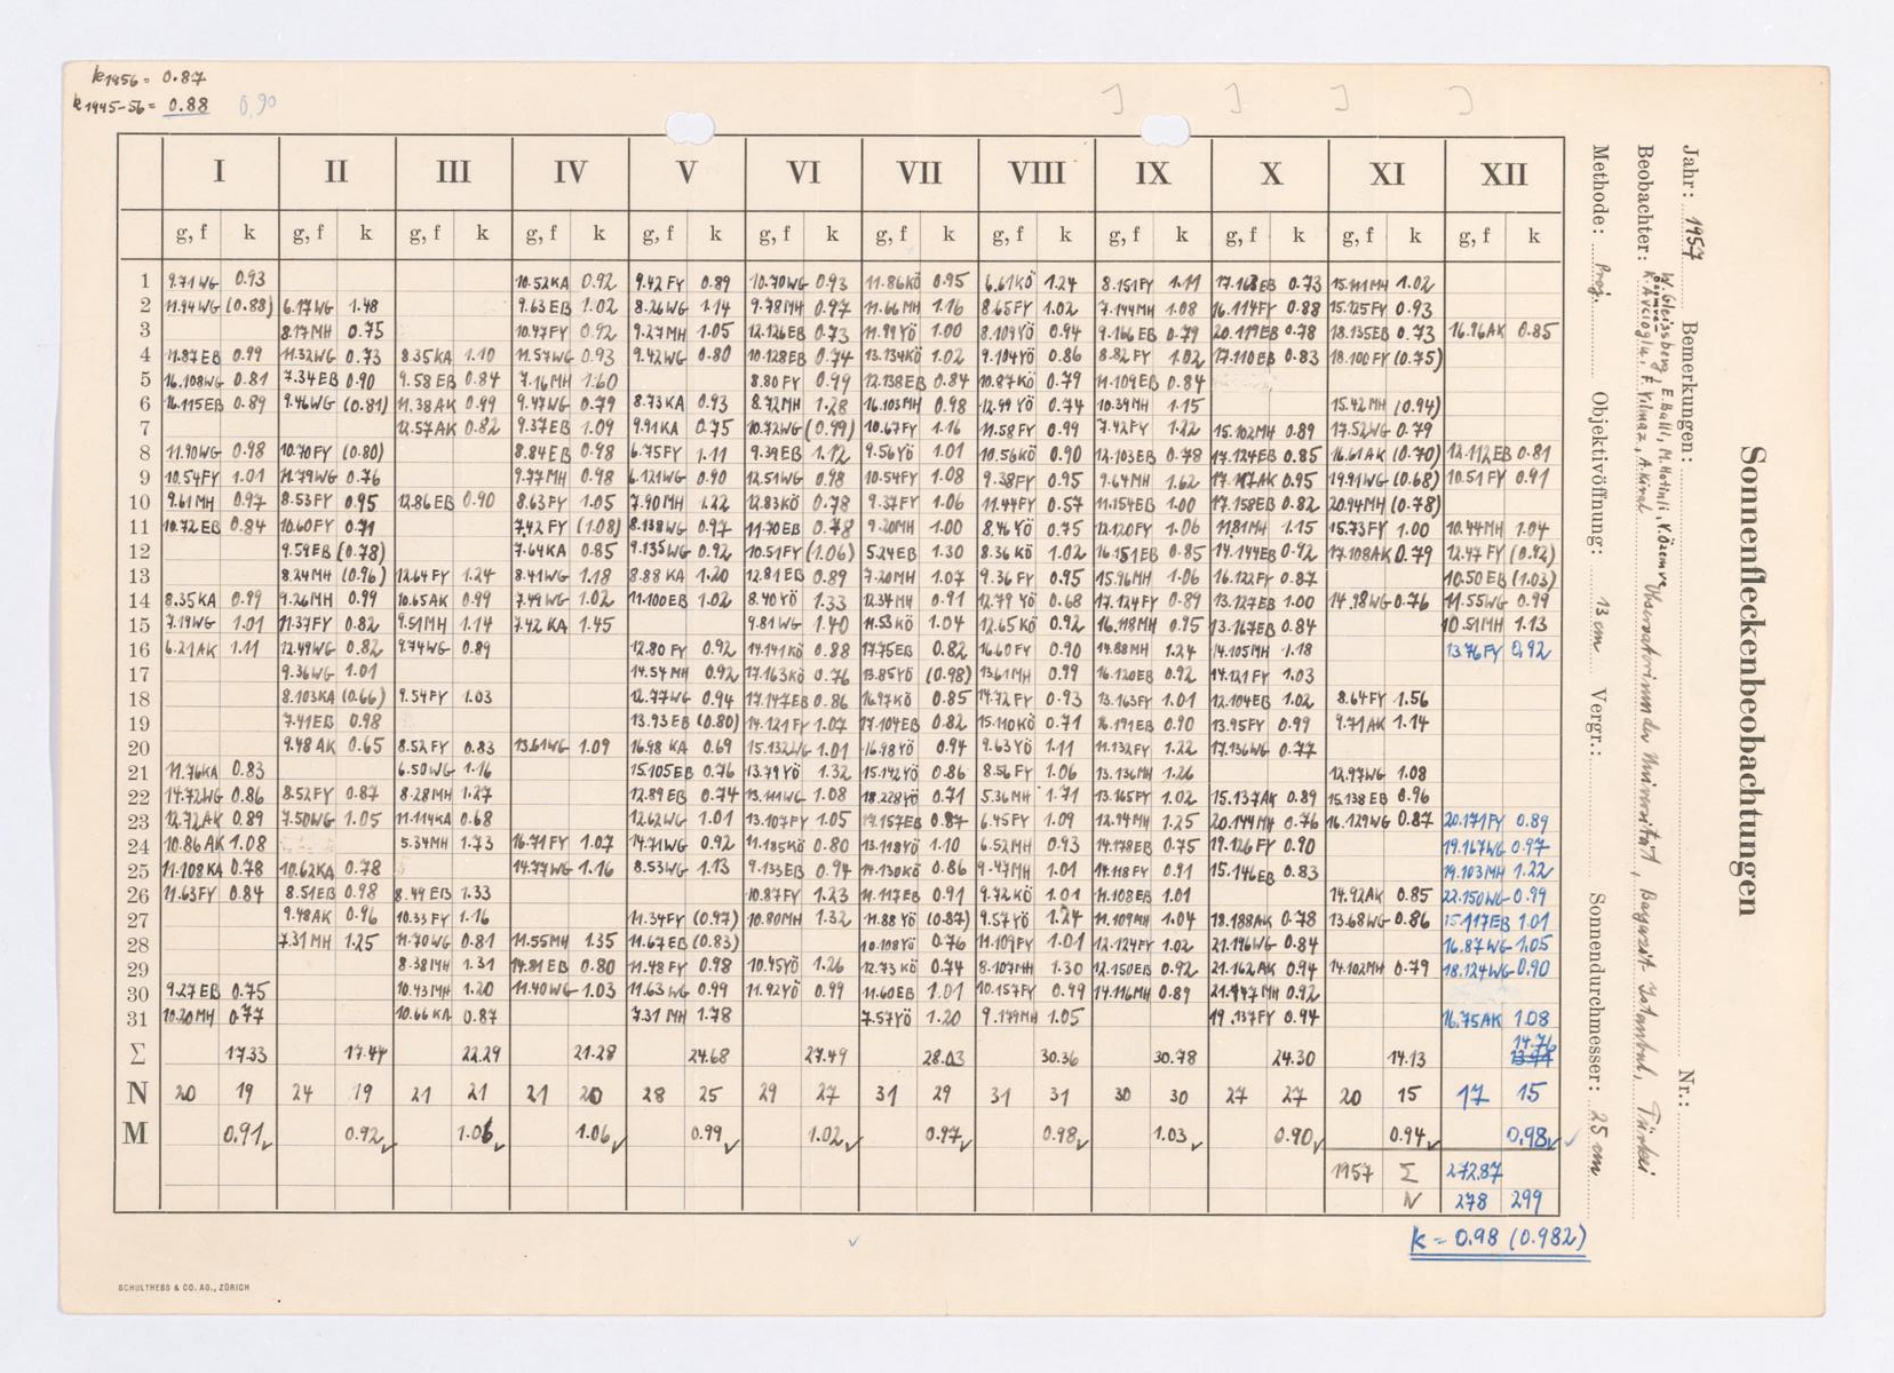 k1956 = 0.87
k1945-56 = 0.88 0,90
Sonnenfleckenbeobachtungen
Jahr: 1957 Bemerkungen: Nr.:
Beobachter: W. Gleissberg, E. Balli, M. Hotinli, Y. Özemre
K. Avcıoğlu, F. Yılmaz, A. Kıral Observatorium der Universität, Bayazıt Istanbul, Türkei
Methode: Proj. Objektivöffnung: 13 cm Vergr.: Sonnendurchmesser: 25 cm
I II III IV V VI VII VIII IX X XI XII
g, f k g, f k g, f k g, f k g, f k g, f k g, f k g, f k g, f k g, f k g, f k g, f k
1 9.71WG 0.93 10.52KA 0.92 9.42FY 0.89 10.70WG 0.93 11.86KÖ 0.95 6.61KÖ 1.24 8.151FY 1.11 17.163EB 0.73 15.111MH 1.02
2 11.94WG (0.88) 6.17WG 1.48 9.63EB 1.02 8.26WG 1.14 9.78MH 0.97 11.66MH 1.16 8.65FY 1.02 7.144MH 1.08 16.114FY 0.88 15.125FY 0.93
3 8.17MH 0.75 10.47FY 0.92 9.27MH 1.05 12.126EB 0.73 11.99YÖ 1.00 8.109YÖ 0.94 9.166EB 0.79 20.119EB 0.78 18.135EB 0.73 16.96AK 0.85
4 11.87EB 0.99 11.32WG 0.73 8.35KA 1.10 11.57WG 0.93 9.42WG 0.80 10.128EB 0.74 13.134KÖ 1.02 9.104YÖ 0.86 8.82FY 1.02 17.110EB 0.83 18.100FY (0.75)
5 16.108WG 0.81 7.34EB 0.90 9.58EB 0.84 7.16MH 1.60 8.80FY 0.99 12.138EB 0.84 10.87KÖ 0.79 11.109EB 0.84
6 16.115EB 0.89 9.46WG (0.81) 11.38AK 0.99 9.47WG 0.79 8.73KA 0.93 8.72MH 1.28 16.103MH 0.98 12.99YÖ 0.74 10.39MH 1.15 15.42MH (0.94)
7 12.57AK 0.82 9.37EB 1.09 9.91KA 0.75 10.72WG (0.99) 10.67FY 1.16 11.58FY 0.99 7.42FY 1.22 15.102MH 0.89 17.52WG 0.79
8 11.90WG 0.98 10.70FY (0.80) 8.84EB 0.98 6.75FY 1.11 9.39EB 1.12 9.56YÖ 1.01 10.56KÖ 0.90 12.103EB 0.78 17.124EB 0.85 16.61AK (0.70) 12.112EB 0.81
9 10.54FY 1.01 11.79WG 0.76 9.77MH 0.98 6.121WG 0.90 12.51WG 0.98 10.54FY 1.08 9.38FY 0.95 9.64MH 1.62 17.117AK 0.95 19.91WG (0.68) 10.51FY 0.91
10 9.61MH 0.97 8.53FY 0.95 12.86EB 0.90 8.63FY 1.05 7.90MH 1.22 12.83KÖ 0.78 9.37FY 1.06 11.44FY 0.57 11.154EB 1.00 17.158EB 0.82 20.94MH (0.78)
11 10.72EB 0.84 10.60FY 0.71 7.42FY (1.08) 8.138WG 0.97 11.70EB 0.78 9.20MH 1.00 8.46YÖ 0.75 12.120FY 1.06 11.81MH 1.15 15.73FY 1.00 10.44MH 1.04
12 9.59EB (0.78) 7.64KA 0.85 9.135WG 0.92 10.51FY (1.06) 5.24EB 1.30 8.36KÖ 1.02 16.151EB 0.85 14.144EB 0.92 17.108AK 0.79 12.47FY (0.92)
13 8.24MH (0.96) 12.64FY 1.24 8.41WG 1.18 8.88KA 1.20 12.81EB 0.89 7.20MH 1.07 9.36FY 0.95 15.96MH 1.06 16.122FY 0.87 10.50EB (1.03)
14 8.35KA 0.99 9.26MH 0.99 10.65AK 0.99 7.49WG 1.02 11.100EB 1.02 8.40YÖ 1.33 12.34MH 0.91 12.79YÖ 0.68 17.124FY 0.89 13.127EB 1.00 14.98WG 0.76 11.55WG 0.99
15 7.19WG 1.01 11.37FY 0.82 9.51MH 1.14 7.42KA 1.45 9.81WG 1.40 11.53KÖ 1.04 12.65KÖ 0.92 16.118MH 0.95 13.167EB 0.84 10.51MH 1.13
16 6.21AK 1.11 12.49WG 0.82 9.74WG 0.89 12.80FY 0.92 14.141KÖ 0.88 17.75EB 0.82 16.60FY 0.90 14.88MH 1.24 14.105MH 1.18 13.76FY 0,92
17 9.36WG 1.01 14.54MH 0.92 17.163KÖ 0.76 13.85YÖ (0.98) 13.61MH 0.99 16.120EB 0.92 14.121FY 1.03
18 8.103KA (0.66) 9.54FY 1.03 12.77WG 0.94 17.147EB 0.86 16.97KÖ 0.85 14.72FY 0.93 13.163FY 1.01 12.104EB 1.02 8.64FY 1.56
19 7.41EB 0.98 13.93EB (0.80) 14.121FY 1.07 17.104EB 0.82 15.110KÖ 0.71 16.191EB 0.90 13.95FY 0.99 9.71AK 1.14
20 9.48AK 0.65 8.52FY 0.83 13.61WG 1.09 16.98KA 0.69 15.132WG 1.01 16.98YÖ 0.94 9.63YÖ 1.11 11.132FY 1.22 17.136WG 0.77
21 11.76KA 0.83 6.50WG 1.16 15.105EB 0.76 13.79YÖ 1.32 15.142YÖ 0.86 8.56FY 1.06 13.136MH 1.26 12.97WG 1.08
22 14.72WG 0.86 8.52FY 0.87 8.28MH 1.27 12.89EB 0.74 13.111WG 1.08 18.228YÖ 0.71 5.36MH 1.71 13.165FY 1.02 15.137AK 0.89 15.138EB 0.96
23 12.72AK 0.89 7.50WG 1.05 11.114KA 0.68 12.62WG 1.01 13.107FY 1.05 19.157EB 0.87 6.45FY 1.09 12.94MH 1.25 20.144MH 0.76 16.129WG 0.87 20.171FY 0.89
24 10.86AK 1.08 5.34MH 1.73 16.71FY 1.07 14.71WG 0.92 11.185KÖ 0.80 13.118YÖ 1.10 6.52MH 0.93 14.178EB 0.75 19.126FY 0.90 19.167WG 0.97
25 11.108KA 0.78 10.62KA 0.78 14.77WG 1.16 8.53WG 1.13 9.133EB 0.94 14.130KÖ 0.86 9.47MH 1.01 14.118FY 0.91 15.146EB 0.83 19.103MH 1.22
26 11.63FY 0.84 8.51EB 0.98 8.49EB 1.33 10.87FY 1.23 11.117EB 0.91 9.72KÖ 1.01 11.108EB 1.01 14.92AK 0.85 22.150WG 0.99
27 9.48AK 0.96 10.33FY 1.16 11.34FY (0.97) 10.80MH 1.32 11.88YÖ (0.87) 9.57YÖ 1.24 11.109MH 1.04 18.188AK 0.78 13.68WG 0.86 15.117EB 1.01
28 7.31MH 1.25 11.70WG 0.81 11.55MH 1.35 11.67EB (0.83) 10.108YÖ 0.76 11.109FY 1.01 12.124FY 1.02 21.196WG 0.84 16.87WG 1.05
29 8.38MH 1.31 14.81EB 0.80 11.48FY 0.98 10.45YÖ 1.26 12.73KÖ 0.74 8.107MH 1.30 12.150EB 0.92 21.162AK 0.94 14.102MH 0.79 18.124WG 0.90
30 9.27EB 0.75 10.43MH 1.20 11.40WG 1.03 11.63WG 0.99 11.92YÖ 0.99 11.60EB 1.01 10.157FY 0.99 14.116MH 0.89 21.147MH 0.92
31 10.20MH 0.77 10.66KA 0.87 7.31MH 1.78 7.57YÖ 1.20 9.179MH 1.05 19.137FY 0.94 16.75AK 1.08
Σ 17.33 17.44 22.29 21.28 24.68 27.49 28.03 30.36 30.78 24.30 14.13 14.76
N 20 19 24 19 21 21 21 20 28 25 29 27 31 29 31 31 30 30 27 27 20 15 17 15
M 0.91 0.92 1.06 1.06 0.99 1.02 0.97 0.98 1.03 0.90 0.94 0.98
1957 Σ 272.87
N 278 299
k = 0.98 (0.982)
SCHULTHESS & CO. AG., ZÜRICH